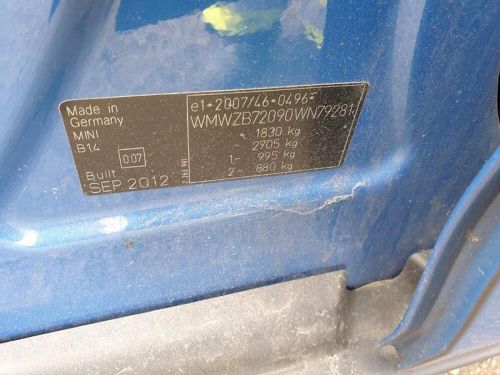 Made in
Germany
MINI
B14
0.07
Built
SEP 2012
e1*2007/46*0496*
WMWZB72090WN79281
1830 kg
2905 kg
1- 995 kg
2- 880 kg